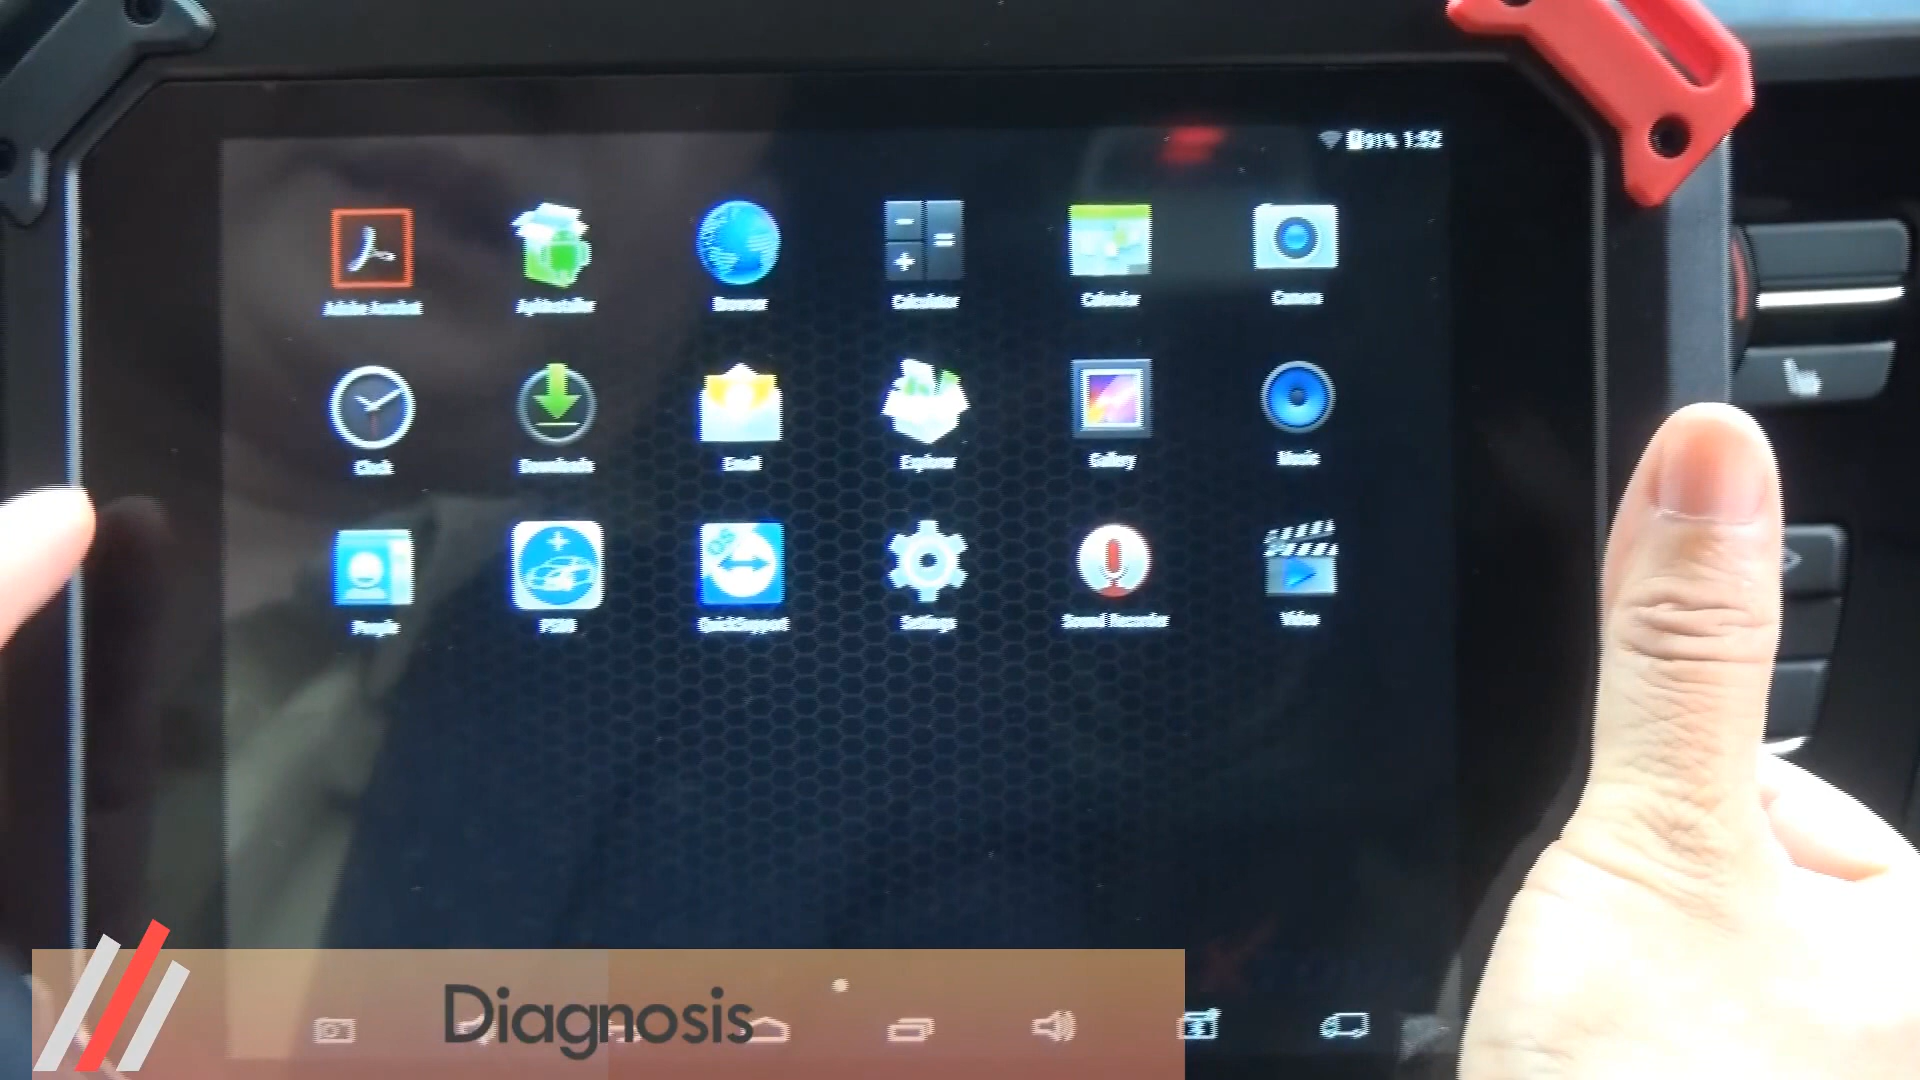 91% 1:52
Adobe Acrobat ApkInstaller Browser Calculator Calendar Camera
Clock Downloads Email Explorer Gallery Music
People QuickSupport Settings Sound Recorder Video
Diagnosis